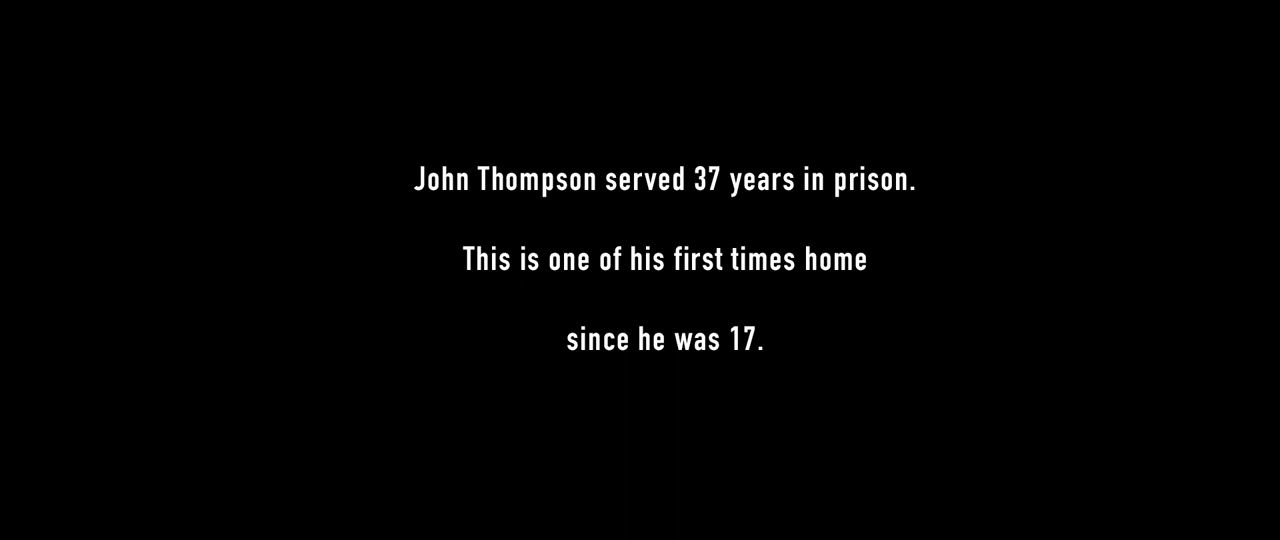 John Thompson served 37 years in prison.
This is one of his first times home
since he was 17.